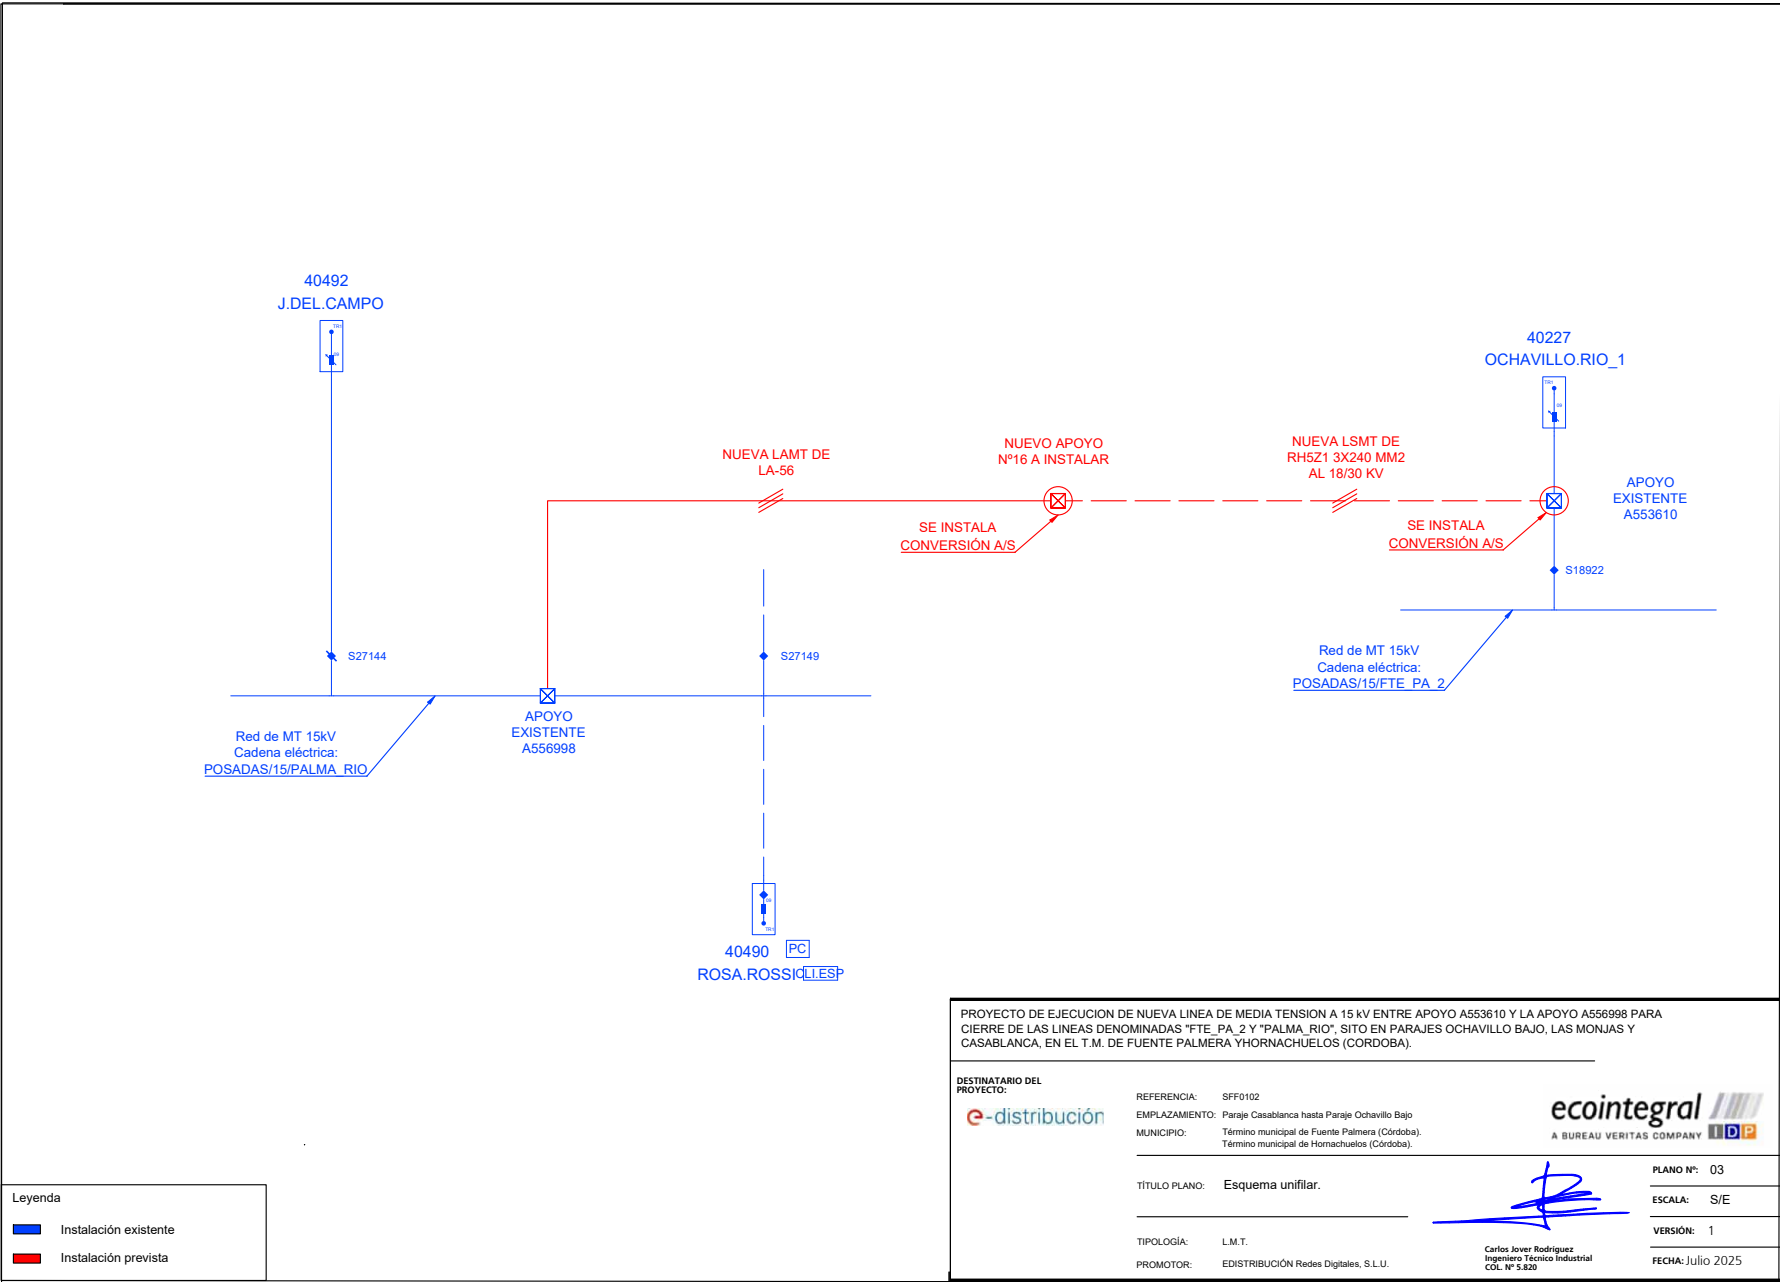 40492
J.DEL.CAMPO
TR1
40227
OCHAVILLO.RIO_1
TR1
NUEVA LAMT DE
LA-56
NUEVO APOYO
Nº16 A INSTALAR
NUEVA LSMT DE
RH5Z1 3X240 MM2
AL 18/30 KV
APOYO
EXISTENTE
A553610
SE INSTALA
CONVERSIÓN A/S
SE INSTALA
CONVERSIÓN A/S
S18922
S27144
S27149
Red de MT 15kV
Cadena eléctrica:
POSADAS/15/FTE_PA_2
APOYO
EXISTENTE
A556998
Red de MT 15kV
Cadena eléctrica:
POSADAS/15/PALMA_RIO
TR1
40490 PC
ROSA.ROSSI CLI.ESP
PROYECTO DE EJECUCION DE NUEVA LINEA DE MEDIA TENSION A 15 kV ENTRE APOYO A553610 Y LA APOYO A556998 PARA
CIERRE DE LAS LINEAS DENOMINADAS "FTE_PA_2 Y "PALMA_RIO", SITO EN PARAJES OCHAVILLO BAJO, LAS MONJAS Y
CASABLANCA, EN EL T.M. DE FUENTE PALMERA YHORNACHUELOS (CORDOBA).
DESTINATARIO DEL
PROYECTO:
e-distribución
REFERENCIA: SFF0102
EMPLAZAMIENTO: Paraje Casablanca hasta Paraje Ochavillo Bajo
MUNICIPIO: Término municipal de Fuente Palmera (Córdoba).
Término municipal de Hornachuelos (Córdoba).
ecointegral
A BUREAU VERITAS COMPANY IDP
TÍTULO PLANO: Esquema unifilar.
PLANO Nº: 03
ESCALA: S/E
VERSIÓN: 1
FECHA: Julio 2025
TIPOLOGÍA: L.M.T.
PROMOTOR: EDISTRIBUCIÓN Redes Digitales, S.L.U.
Carlos Jover Rodríguez
Ingeniero Técnico Industrial
COL. Nº 5.820
Leyenda
Instalación existente
Instalación prevista